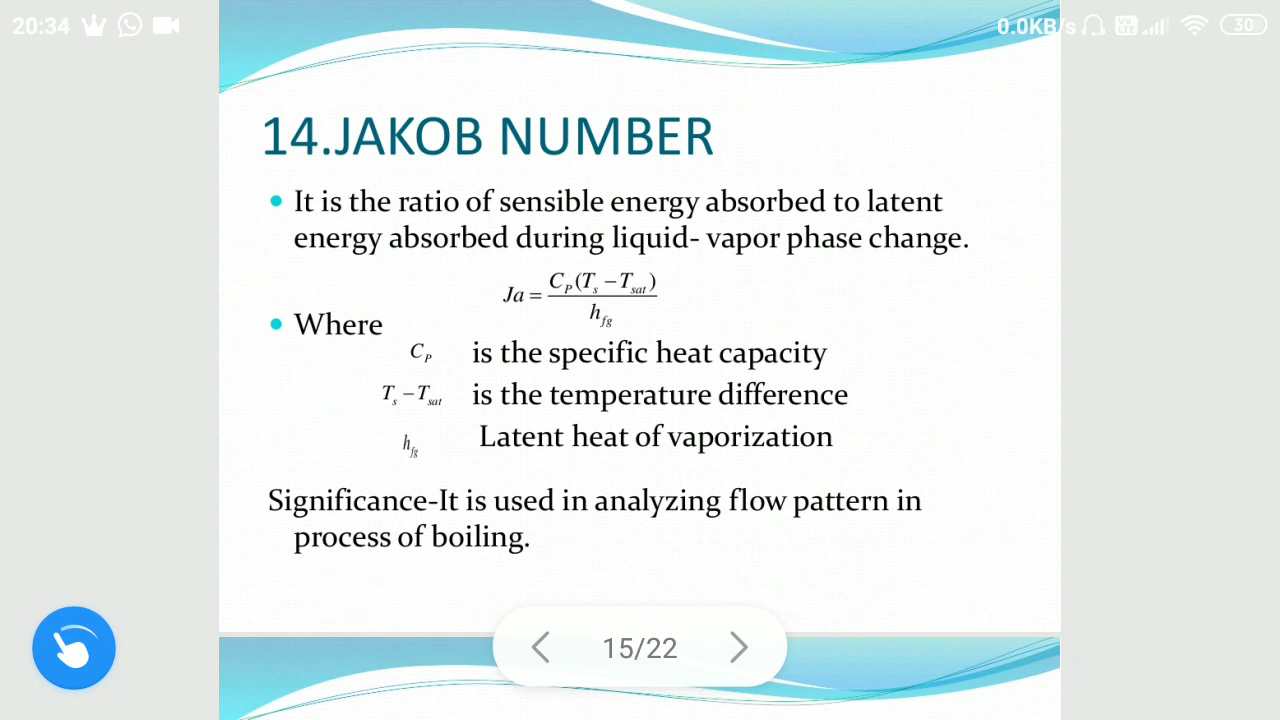 20:34
0.0KB/s
30
14.JAKOB NUMBER
It is the ratio of sensible energy absorbed to latent
energy absorbed during liquid- vapor phase change.
Ja = C_P (T_s − T_sat) / h_fg
Where
C_P is the specific heat capacity
T_s − T_sat is the temperature difference
h_fg Latent heat of vaporization
Significance-It is used in analyzing flow pattern in
process of boiling.
15/22